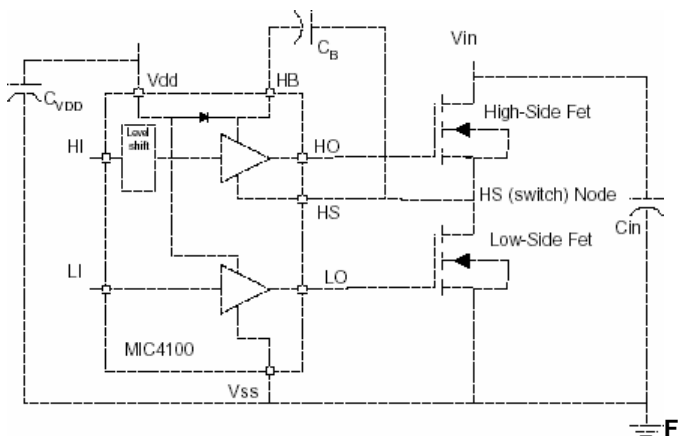 C_B
Vin
Vdd
HB
C_VDD
High-Side Fet
Level
shift
HI
HO
HS
HS (switch) Node
Cin
Low-Side Fet
LI
LO
MIC4100
Vss
F